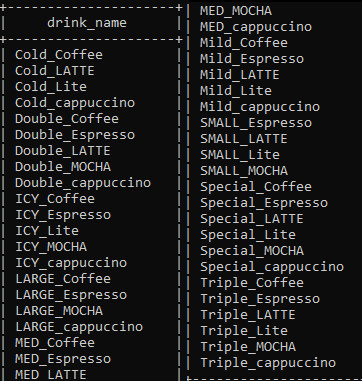 drink_name
Cold_Coffee
Cold_LATTE
Cold_Lite
Cold_cappuccino
Double_Coffee
Double_Espresso
Double_LATTE
Double_MOCHA
Double_cappuccino
ICY_Coffee
ICY_Espresso
ICY_Lite
ICY_MOCHA
ICY_cappuccino
LARGE_Coffee
LARGE_Espresso
LARGE_MOCHA
LARGE_cappuccino
MED_Coffee
MED_Espresso
MED_LATTE
MED_MOCHA
MED_cappuccino
Mild_Coffee
Mild_Espresso
Mild_LATTE
Mild_Lite
Mild_cappuccino
SMALL_Espresso
SMALL_LATTE
SMALL_Lite
SMALL_MOCHA
Special_Coffee
Special_Espresso
Special_LATTE
Special_Lite
Special_MOCHA
Special_cappuccino
Triple_Coffee
Triple_Espresso
Triple_LATTE
Triple_Lite
Triple_MOCHA
Triple_cappuccino